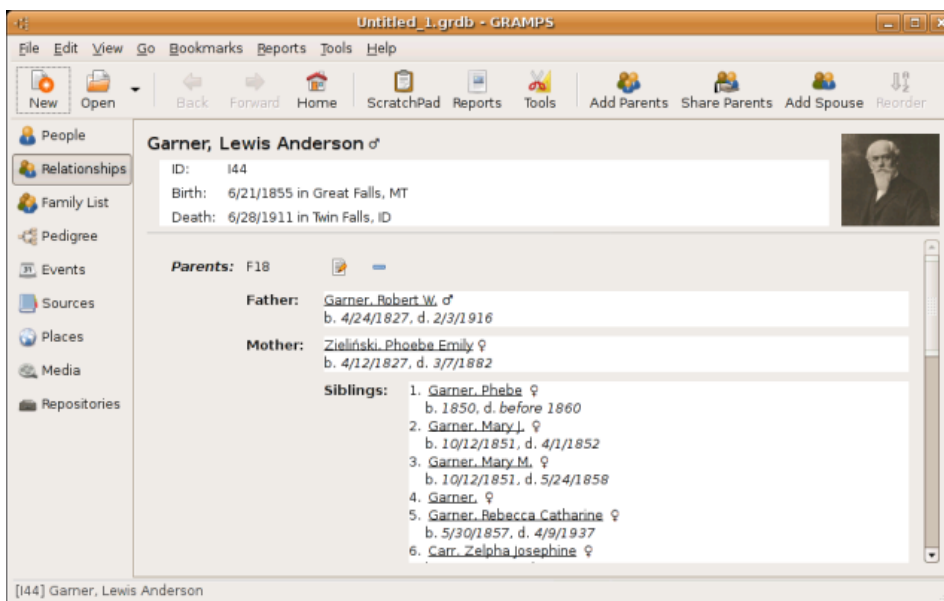 Untitled_1.grdb - GRAMPS
File Edit View Go Bookmarks Reports Tools Help
New Open Back Forward Home ScratchPad Reports Tools Add Parents Share Parents Add Spouse Reorder
People
Relationships
Family List
Pedigree
Events
Sources
Places
Media
Repositories
Garner, Lewis Anderson ♂
ID: I44
Birth: 6/21/1855 in Great Falls, MT
Death: 6/28/1911 in Twin Falls, ID
Parents: F18
Father: Garner, Robert W. ♂
b. 4/24/1827, d. 2/3/1916
Mother: Zieliński, Phoebe Emily ♀
b. 4/12/1827, d. 3/7/1882
Siblings: 1. Garner, Phebe ♀
b. 1850, d. before 1860
2. Garner, Mary J. ♀
b. 10/12/1851, d. 4/1/1852
3. Garner, Mary M. ♀
b. 10/12/1851, d. 5/24/1858
4. Garner, ♀
5. Garner, Rebecca Catharine ♀
b. 5/30/1857, d. 4/9/1937
6. Carr, Zelpha Josephine ♀
[I44] Garner, Lewis Anderson